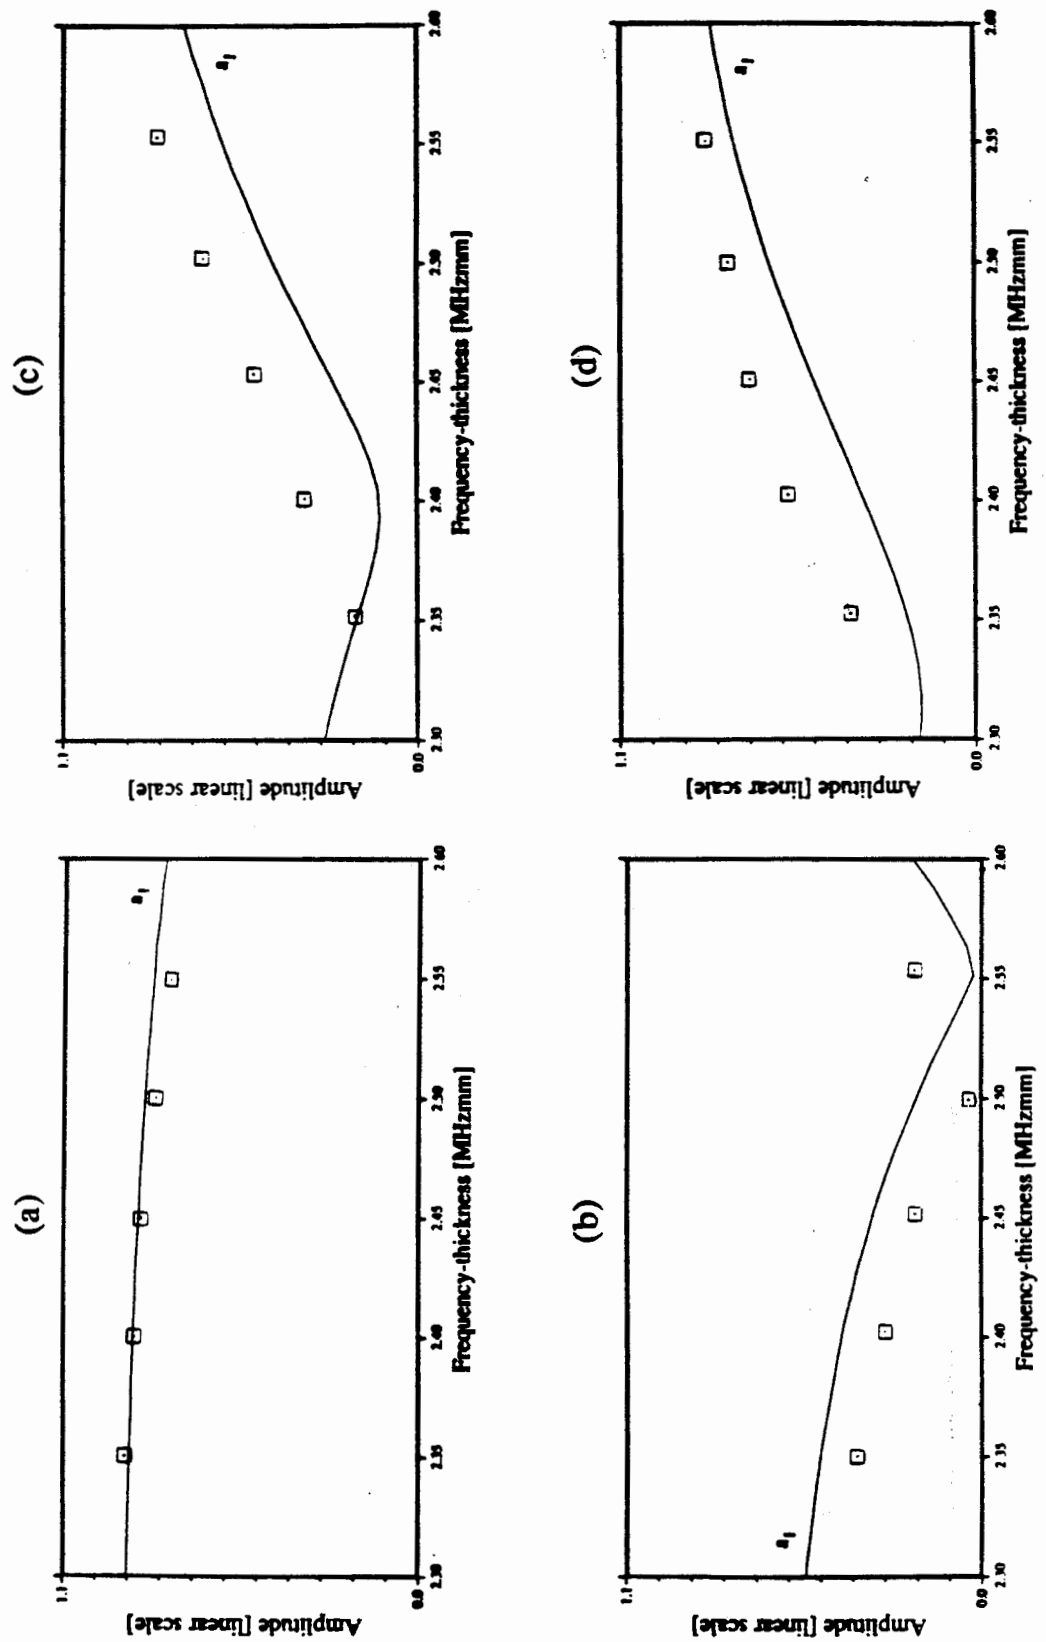 (a)
1.1
Amplitude [linear scale]
0.0
a1
2.30
2.35
2.40
2.45
2.50
2.55
2.60
Frequency-thickness [MHzmm]
(b)
1.1
Amplitude [linear scale]
0.0
a1
2.30
2.35
2.40
2.45
2.50
2.55
2.60
Frequency-thickness [MHzmm]
(c)
1.1
Amplitude [linear scale]
0.0
a1
2.30
2.35
2.40
2.45
2.50
2.55
2.60
Frequency-thickness [MHzmm]
(d)
1.1
Amplitude [linear scale]
0.0
a1
2.30
2.35
2.40
2.45
2.50
2.55
2.60
Frequency-thickness [MHzmm]